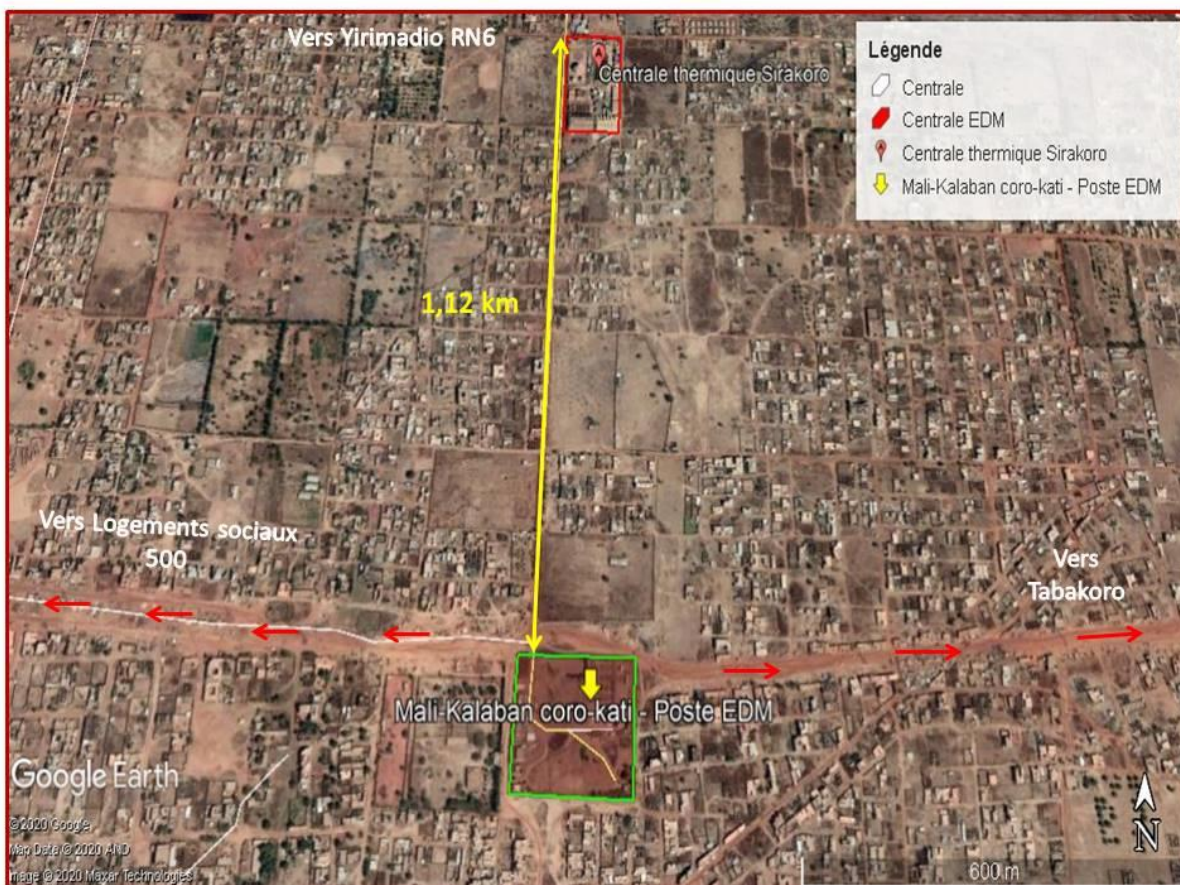 Vers Yirimadio RN6
Centrale thermique Sirakoro
Légende
Centrale
Centrale EDM
Centrale thermique Sirakoro
Mali-Kalaban coro-kati - Poste EDM
1,12 km
Vers Logements sociaux
500
Vers
Tabakoro
Mali-Kalaban coro-kati - Poste EDM
Google Earth
©2020 Google
Map Data © 2020 AND
Image © 2020 Maxar Technologies
N
600 m